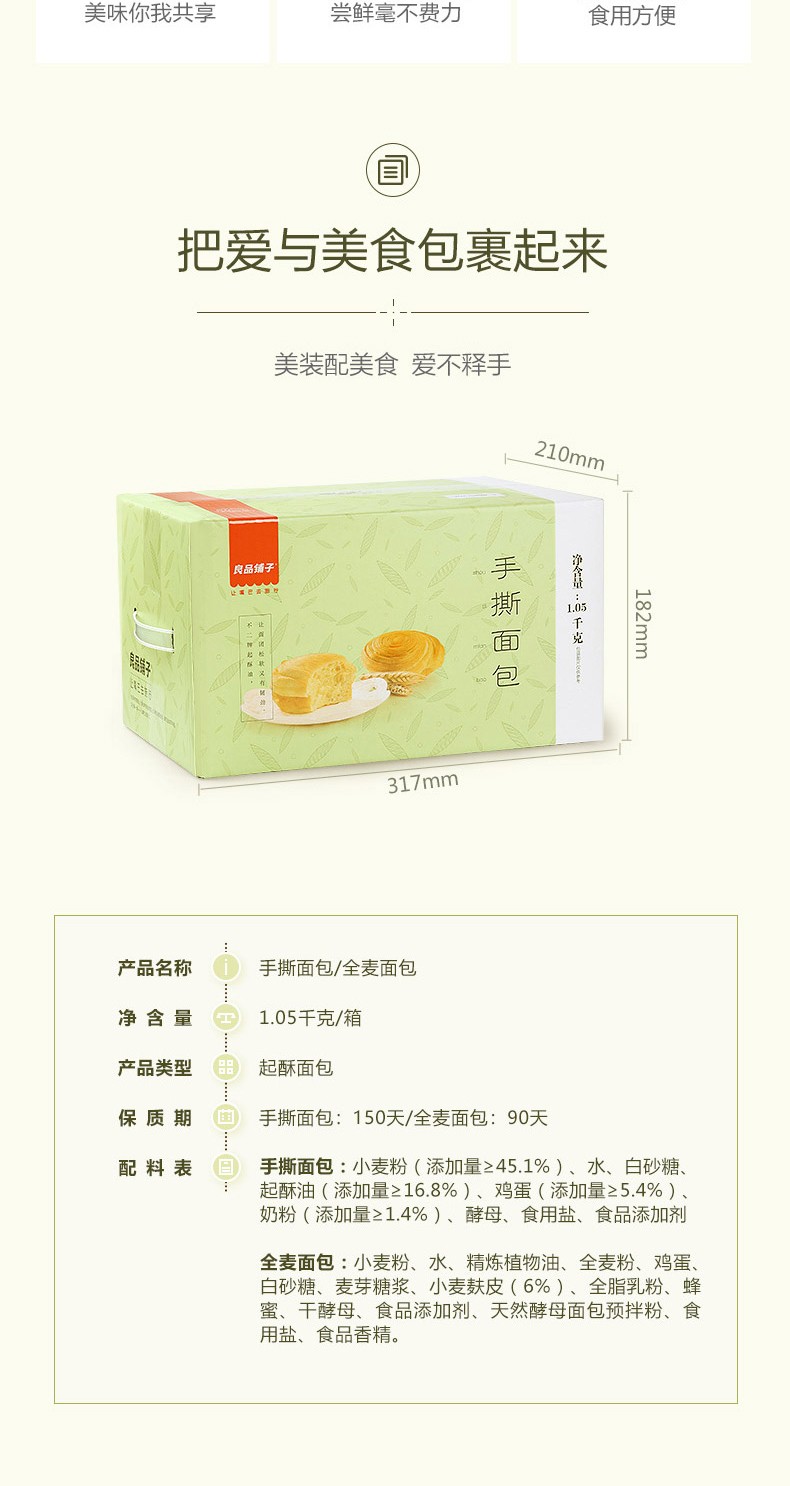 美味你我共享
尝鲜毫不费力
食用方便
把爱与美食包裹起来
美装配美食 爱不释手
210mm
182mm
317mm
良品铺子
手撕面包
净含量：1.05千克
良品铺子
产品名称
手撕面包/全麦面包
净含量
1.05千克/箱
产品类型
起酥面包
保质期
手撕面包：150天/全麦面包：90天
配料表
手撕面包：小麦粉（添加量≥45.1%）、水、白砂糖、
起酥油（添加量≥16.8%）、鸡蛋（添加量≥5.4%）、
奶粉（添加量≥1.4%）、酵母、食用盐、食品添加剂
全麦面包：小麦粉、水、精炼植物油、全麦粉、鸡蛋、
白砂糖、麦芽糖浆、小麦麸皮（6%）、全脂乳粉、蜂
蜜、干酵母、食品添加剂、天然酵母面包预拌粉、食
用盐、食品香精。